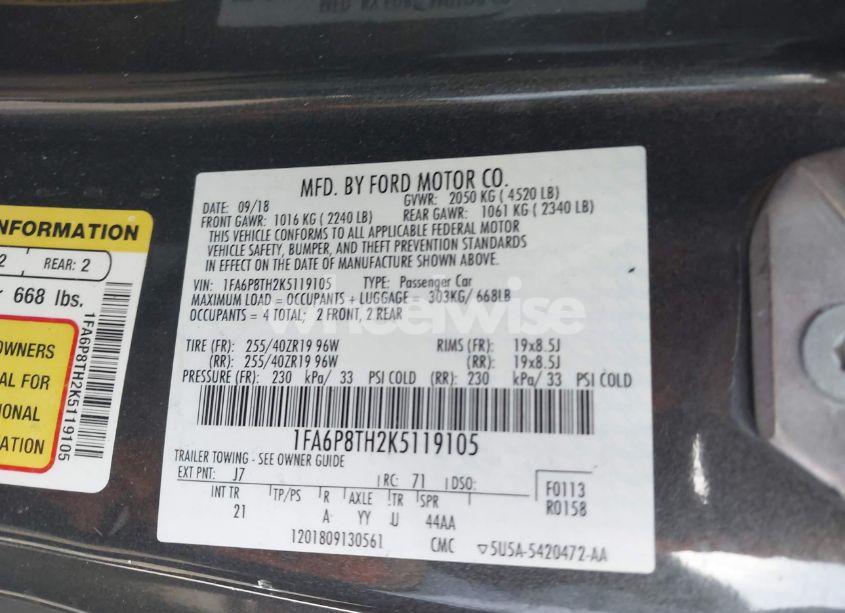 MFD. BY FORD MOTOR CO.
DATE: 09/18 GVWR: 2050 KG ( 4520 LB)
FRONT GAWR: 1016 KG ( 2240 LB) REAR GAWR: 1061 KG ( 2340 LB)
THIS VEHICLE CONFORMS TO ALL APPLICABLE FEDERAL MOTOR
VEHICLE SAFETY, BUMPER, AND THEFT PREVENTION STANDARDS
IN EFFECT ON THE DATE OF MANUFACTURE SHOWN ABOVE.
VIN: 1FA6P8TH2K5119105 TYPE: Passenger Car
MAXIMUM LOAD = OCCUPANTS + LUGGAGE = 303KG/ 668LB
OCCUPANTS = 4 TOTAL; 2 FRONT, 2 REAR
wheelwise
TIRE (FR): 255/40ZR19 96W RIMS (FR): 19x8.5J
(RR): 255/40ZR19 96W (RR): 19x8.5J
PRESSURE (FR): 230 kPa/ 33 PSI COLD (RR): 230 kPa/ 33 PSI COLD
1FA6P8TH2K5119105
TRAILER TOWING - SEE OWNER GUIDE
EXT PNT: J7 RC: 71 DSO: F0113
INT TR TP/PS R AXLE TR SPR R0158
21 A YY JJ 44AA
1201809130561 CMC ▽5U5A-5420472-AA
INFORMATION
2 REAR: 2
668 lbs.
OWNERS
AL FOR
IONAL
ATION
1FA6P8TH2K5119105